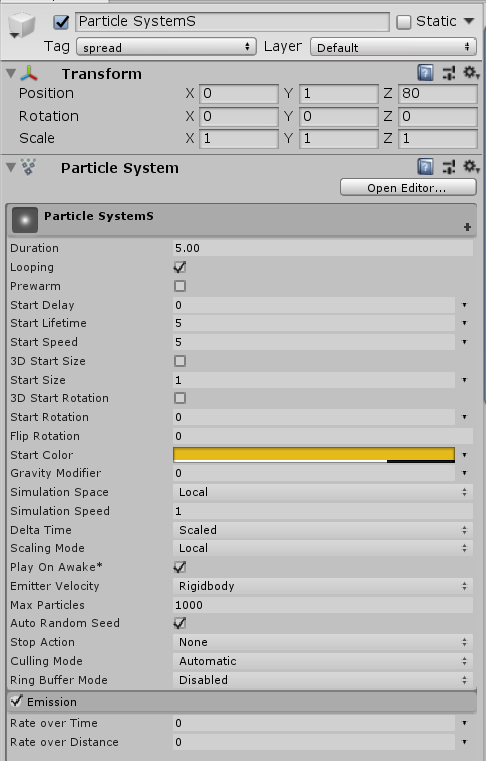 Particle SystemS Static
Tag spread Layer Default
Transform
Position X 0 Y 1 Z 80
Rotation X 0 Y 0 Z 0
Scale X 1 Y 1 Z 1
Particle System
Open Editor...
Particle SystemS
Duration 5.00
Looping
Prewarm
Start Delay 0
Start Lifetime 5
Start Speed 5
3D Start Size
Start Size 1
3D Start Rotation
Start Rotation 0
Flip Rotation 0
Start Color
Gravity Modifier 0
Simulation Space Local
Simulation Speed 1
Delta Time Scaled
Scaling Mode Local
Play On Awake*
Emitter Velocity Rigidbody
Max Particles 1000
Auto Random Seed
Stop Action None
Culling Mode Automatic
Ring Buffer Mode Disabled
Emission
Rate over Time 0
Rate over Distance 0